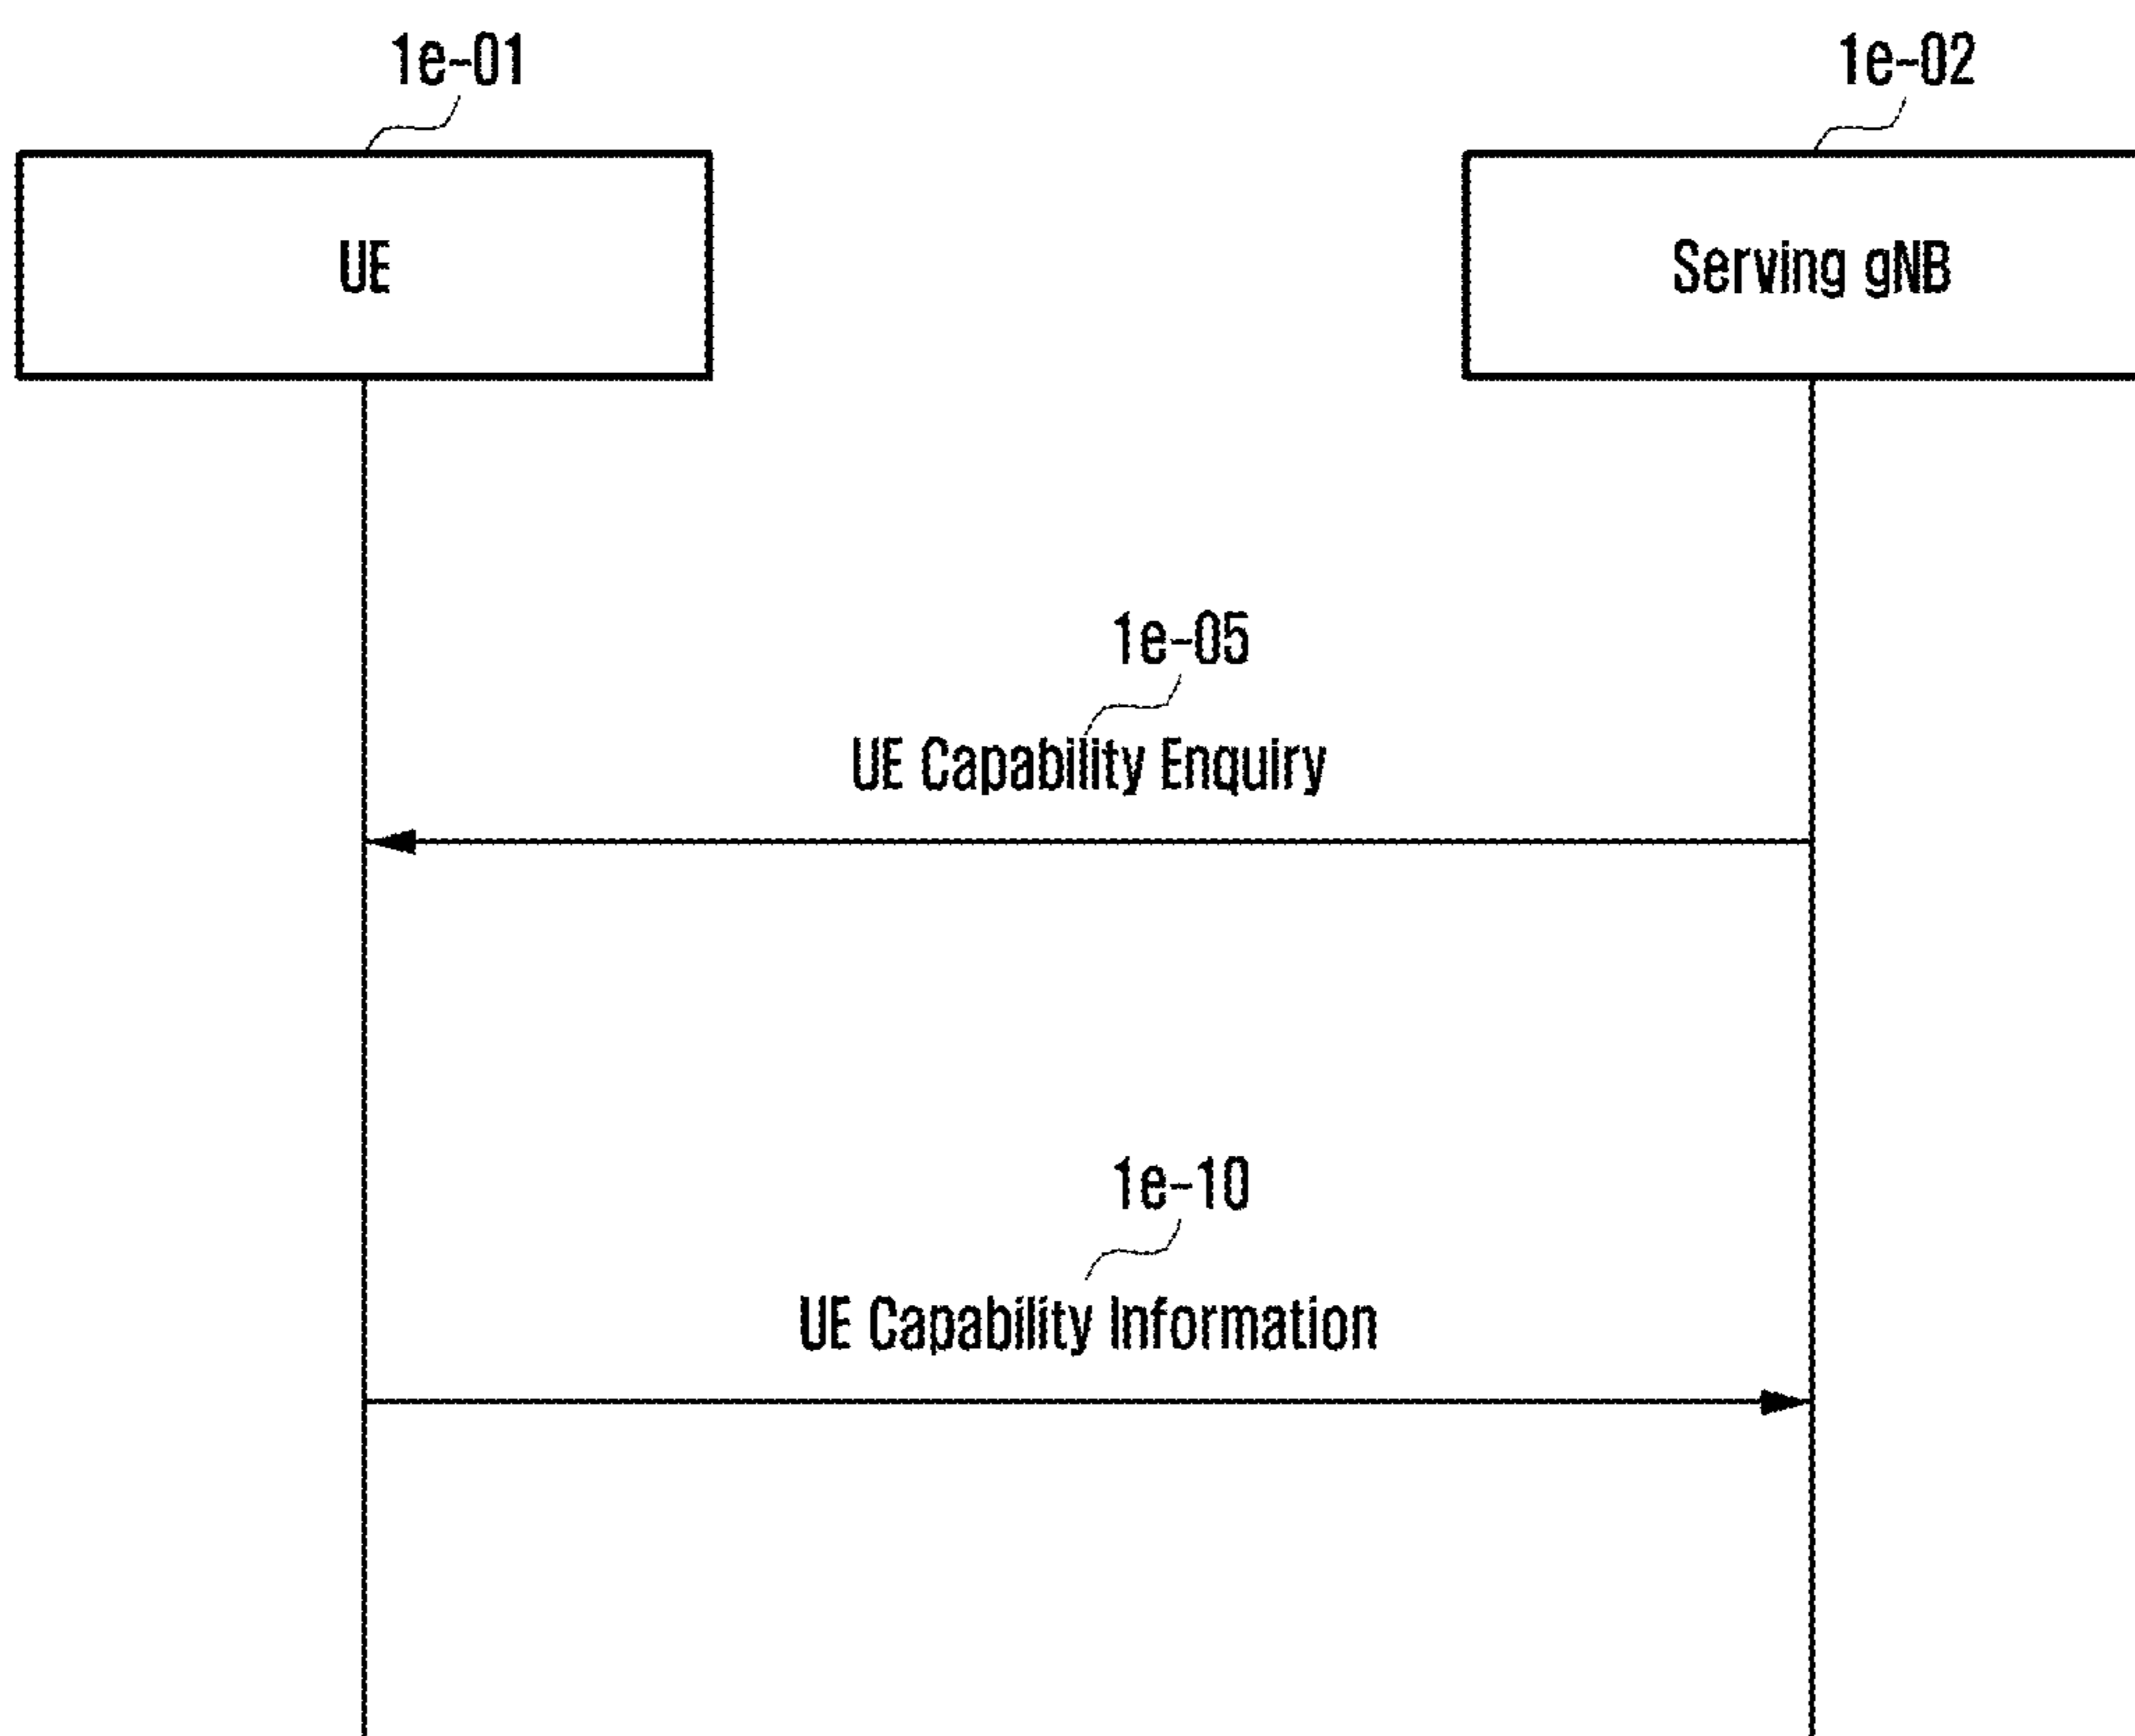 1e-01
1e-02
UE
Serving gNB
1e-05
UE Capability Enquiry
1e-10
UE Capability Information